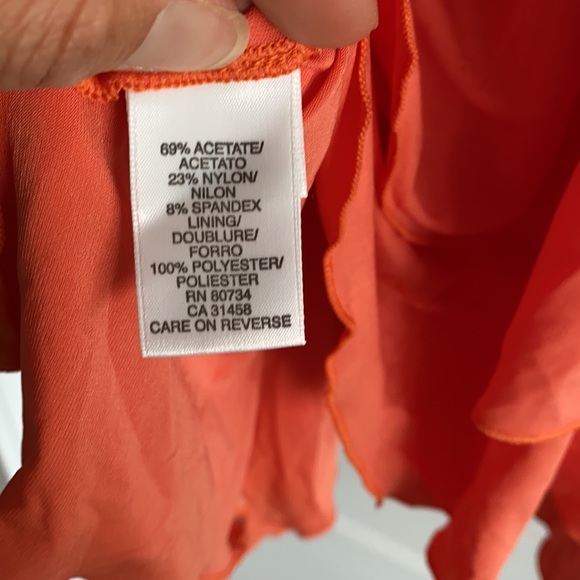 69% ACETATE/
ACETATO
23% NYLON/
NILON
8% SPANDEX
LINING/
DOUBLURE/
FORRO
100% POLYESTER/
POLIESTER
RN 80734
CA 31458
CARE ON REVERSE